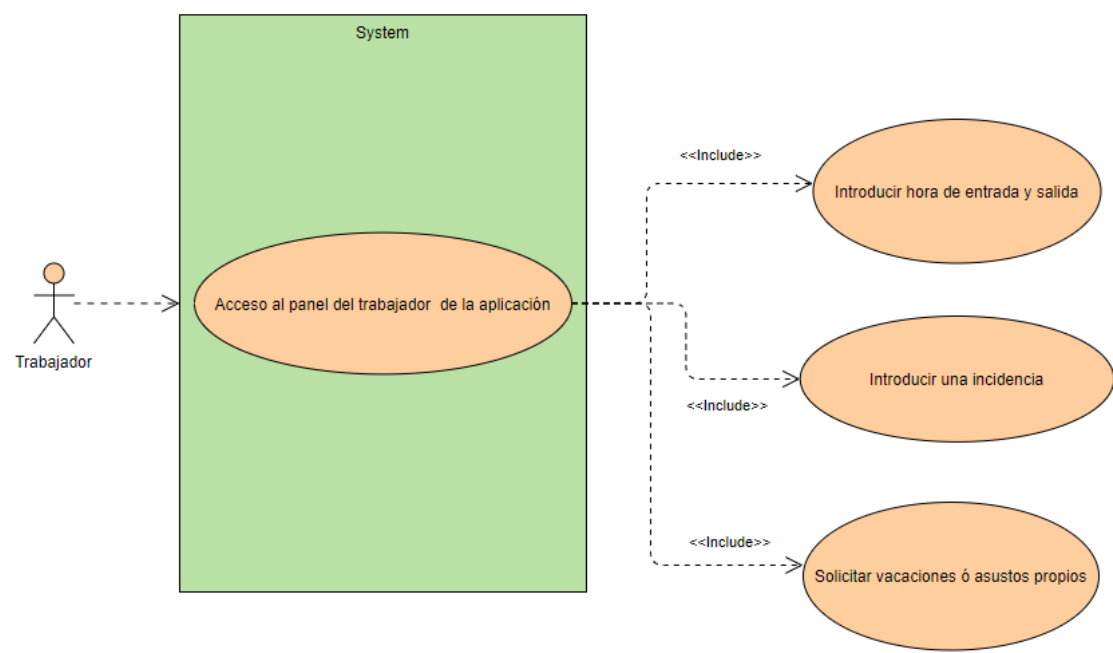 System
<<Include>>
Introducir hora de entrada y salida
Acceso al panel del trabajador de la aplicación
Trabajador
Introducir una incidencia
<<Include>>
<<Include>>
Solicitar vacaciones ó asustos propios